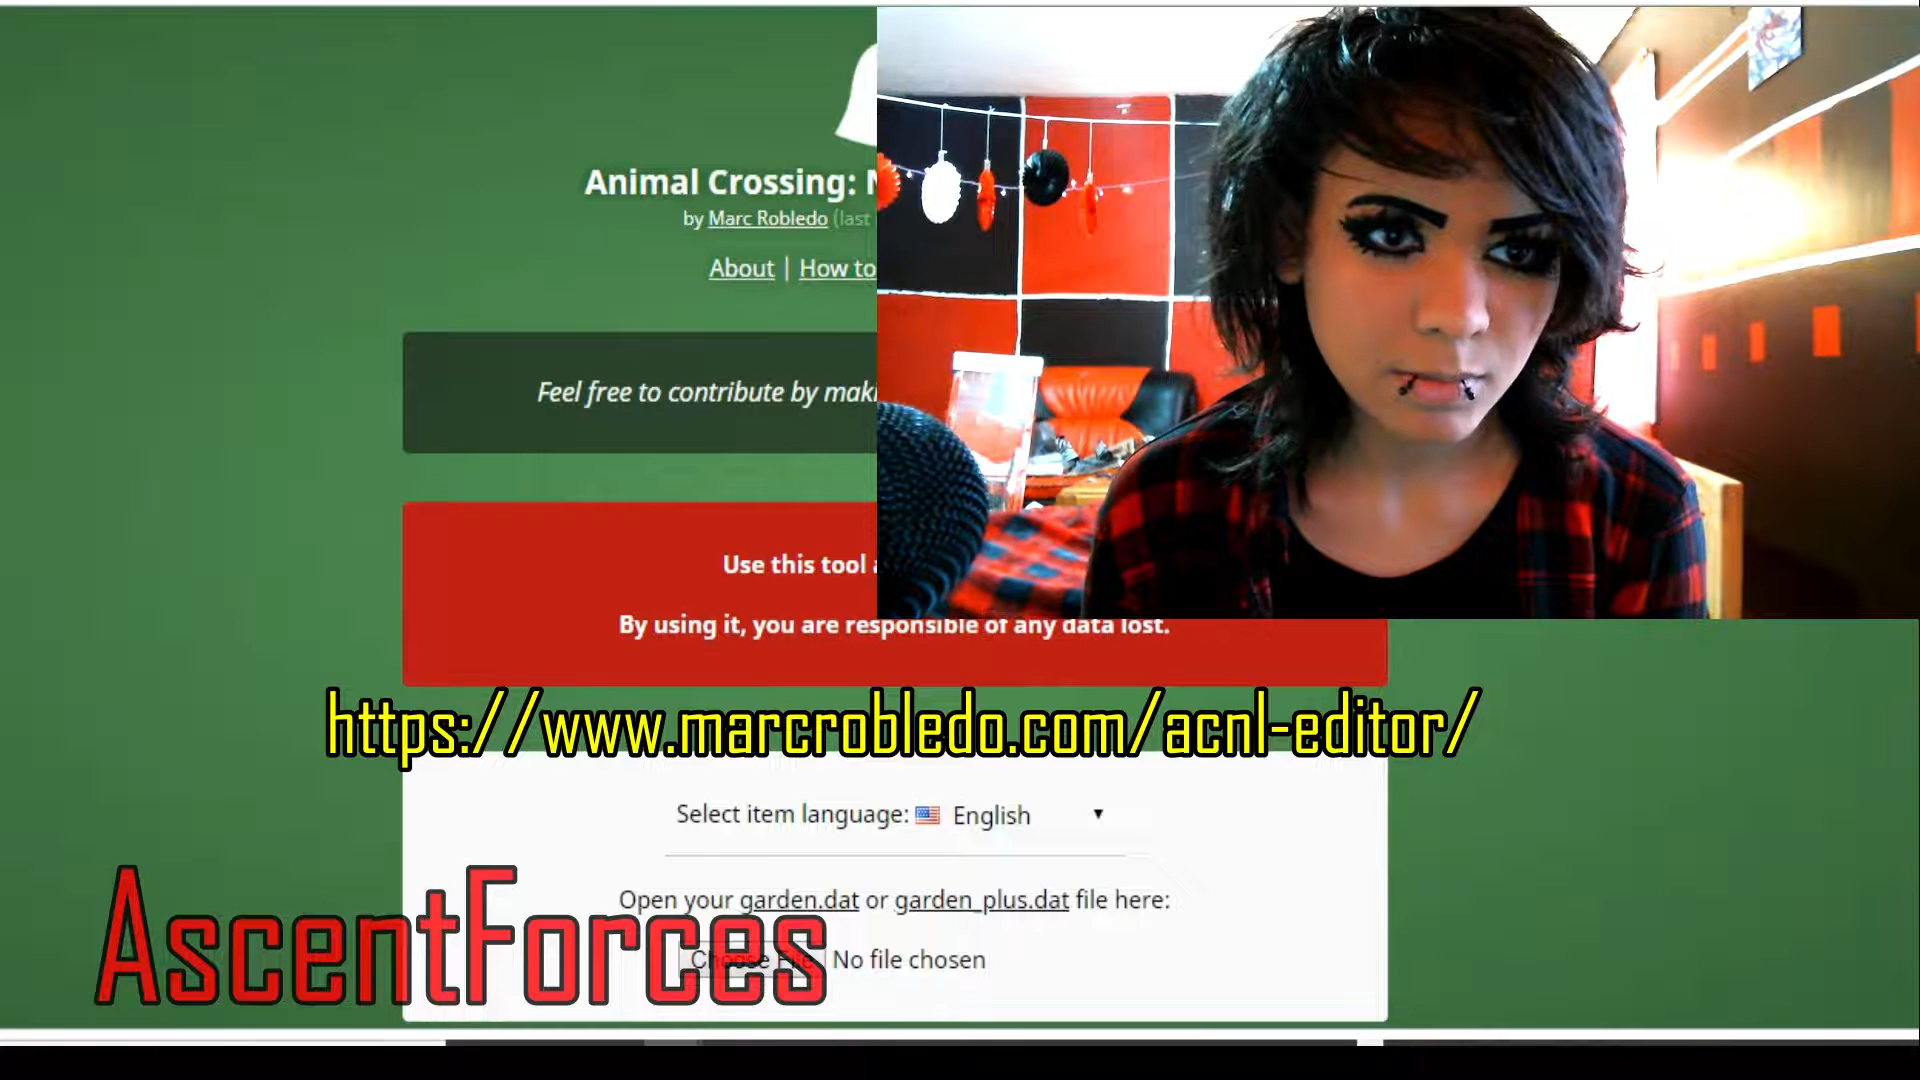 Animal Crossing:
by Marc Robledo (last
About | How to
Feel free to contribute by
Use this tool
By using it, you are responsible of any data lost.
https://www.marcrobledo.com/acnl-editor/
Select item language: English
Open your garden.dat or garden_plus.dat file here:
Choose File No file chosen
AscentForces